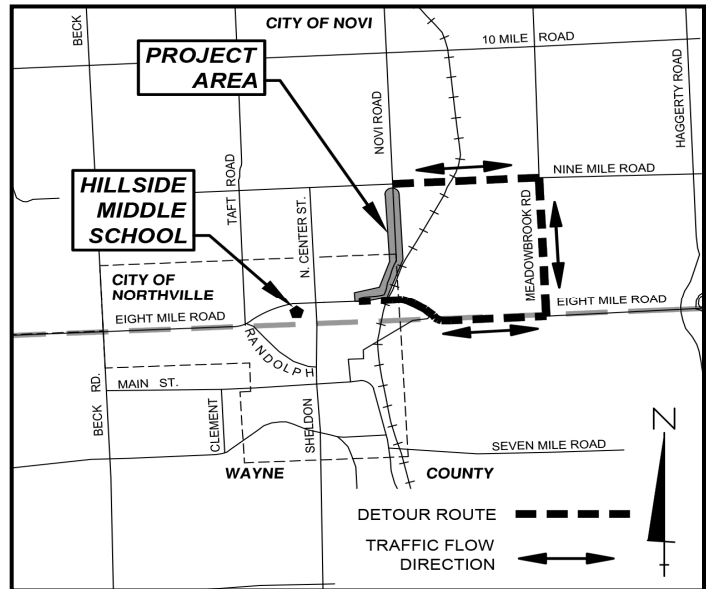 BECK
CITY OF NOVI
10 MILE ROAD
PROJECT
AREA
NOVI ROAD
HAGGERTY ROAD
HILLSIDE
MIDDLE
SCHOOL
TAFT ROAD
N. CENTER ST.
NINE MILE ROAD
MEADOWBROOK RD
CITY OF
NORTHVILLE
EIGHT MILE ROAD
EIGHT MILE ROAD
RANDOLPH
BECK RD.
MAIN ST.
CLEMENT
SHELDON
SEVEN MILE ROAD
WAYNE COUNTY
N
DETOUR ROUTE
TRAFFIC FLOW
DIRECTION